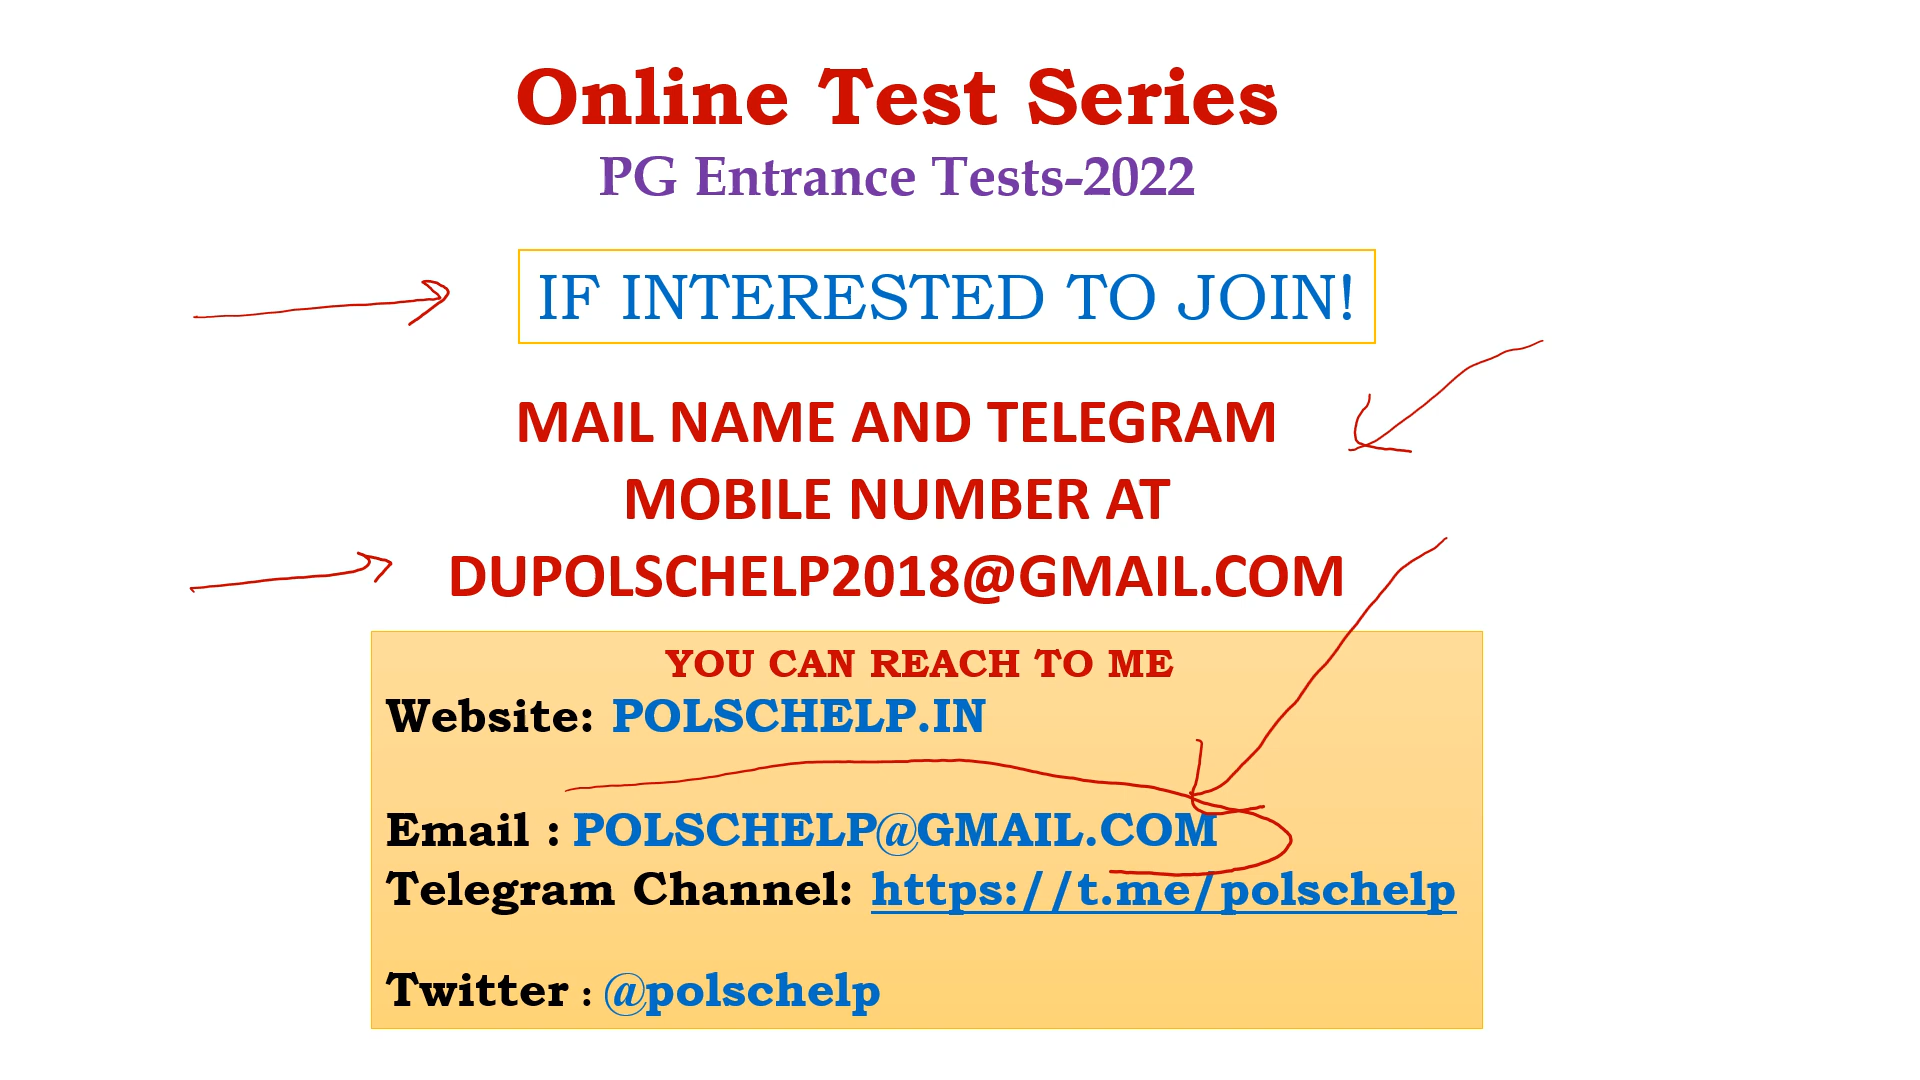 Online Test Series
PG Entrance Tests-2022
IF INTERESTED TO JOIN!
MAIL NAME AND TELEGRAM
MOBILE NUMBER AT
DUPOLSCHELP2018@GMAIL.COM
YOU CAN REACH TO ME
Website: POLSCHELP.IN
Email : POLSCHELP@GMAIL.COM
Telegram Channel: https://t.me/polschelp
Twitter : @polschelp